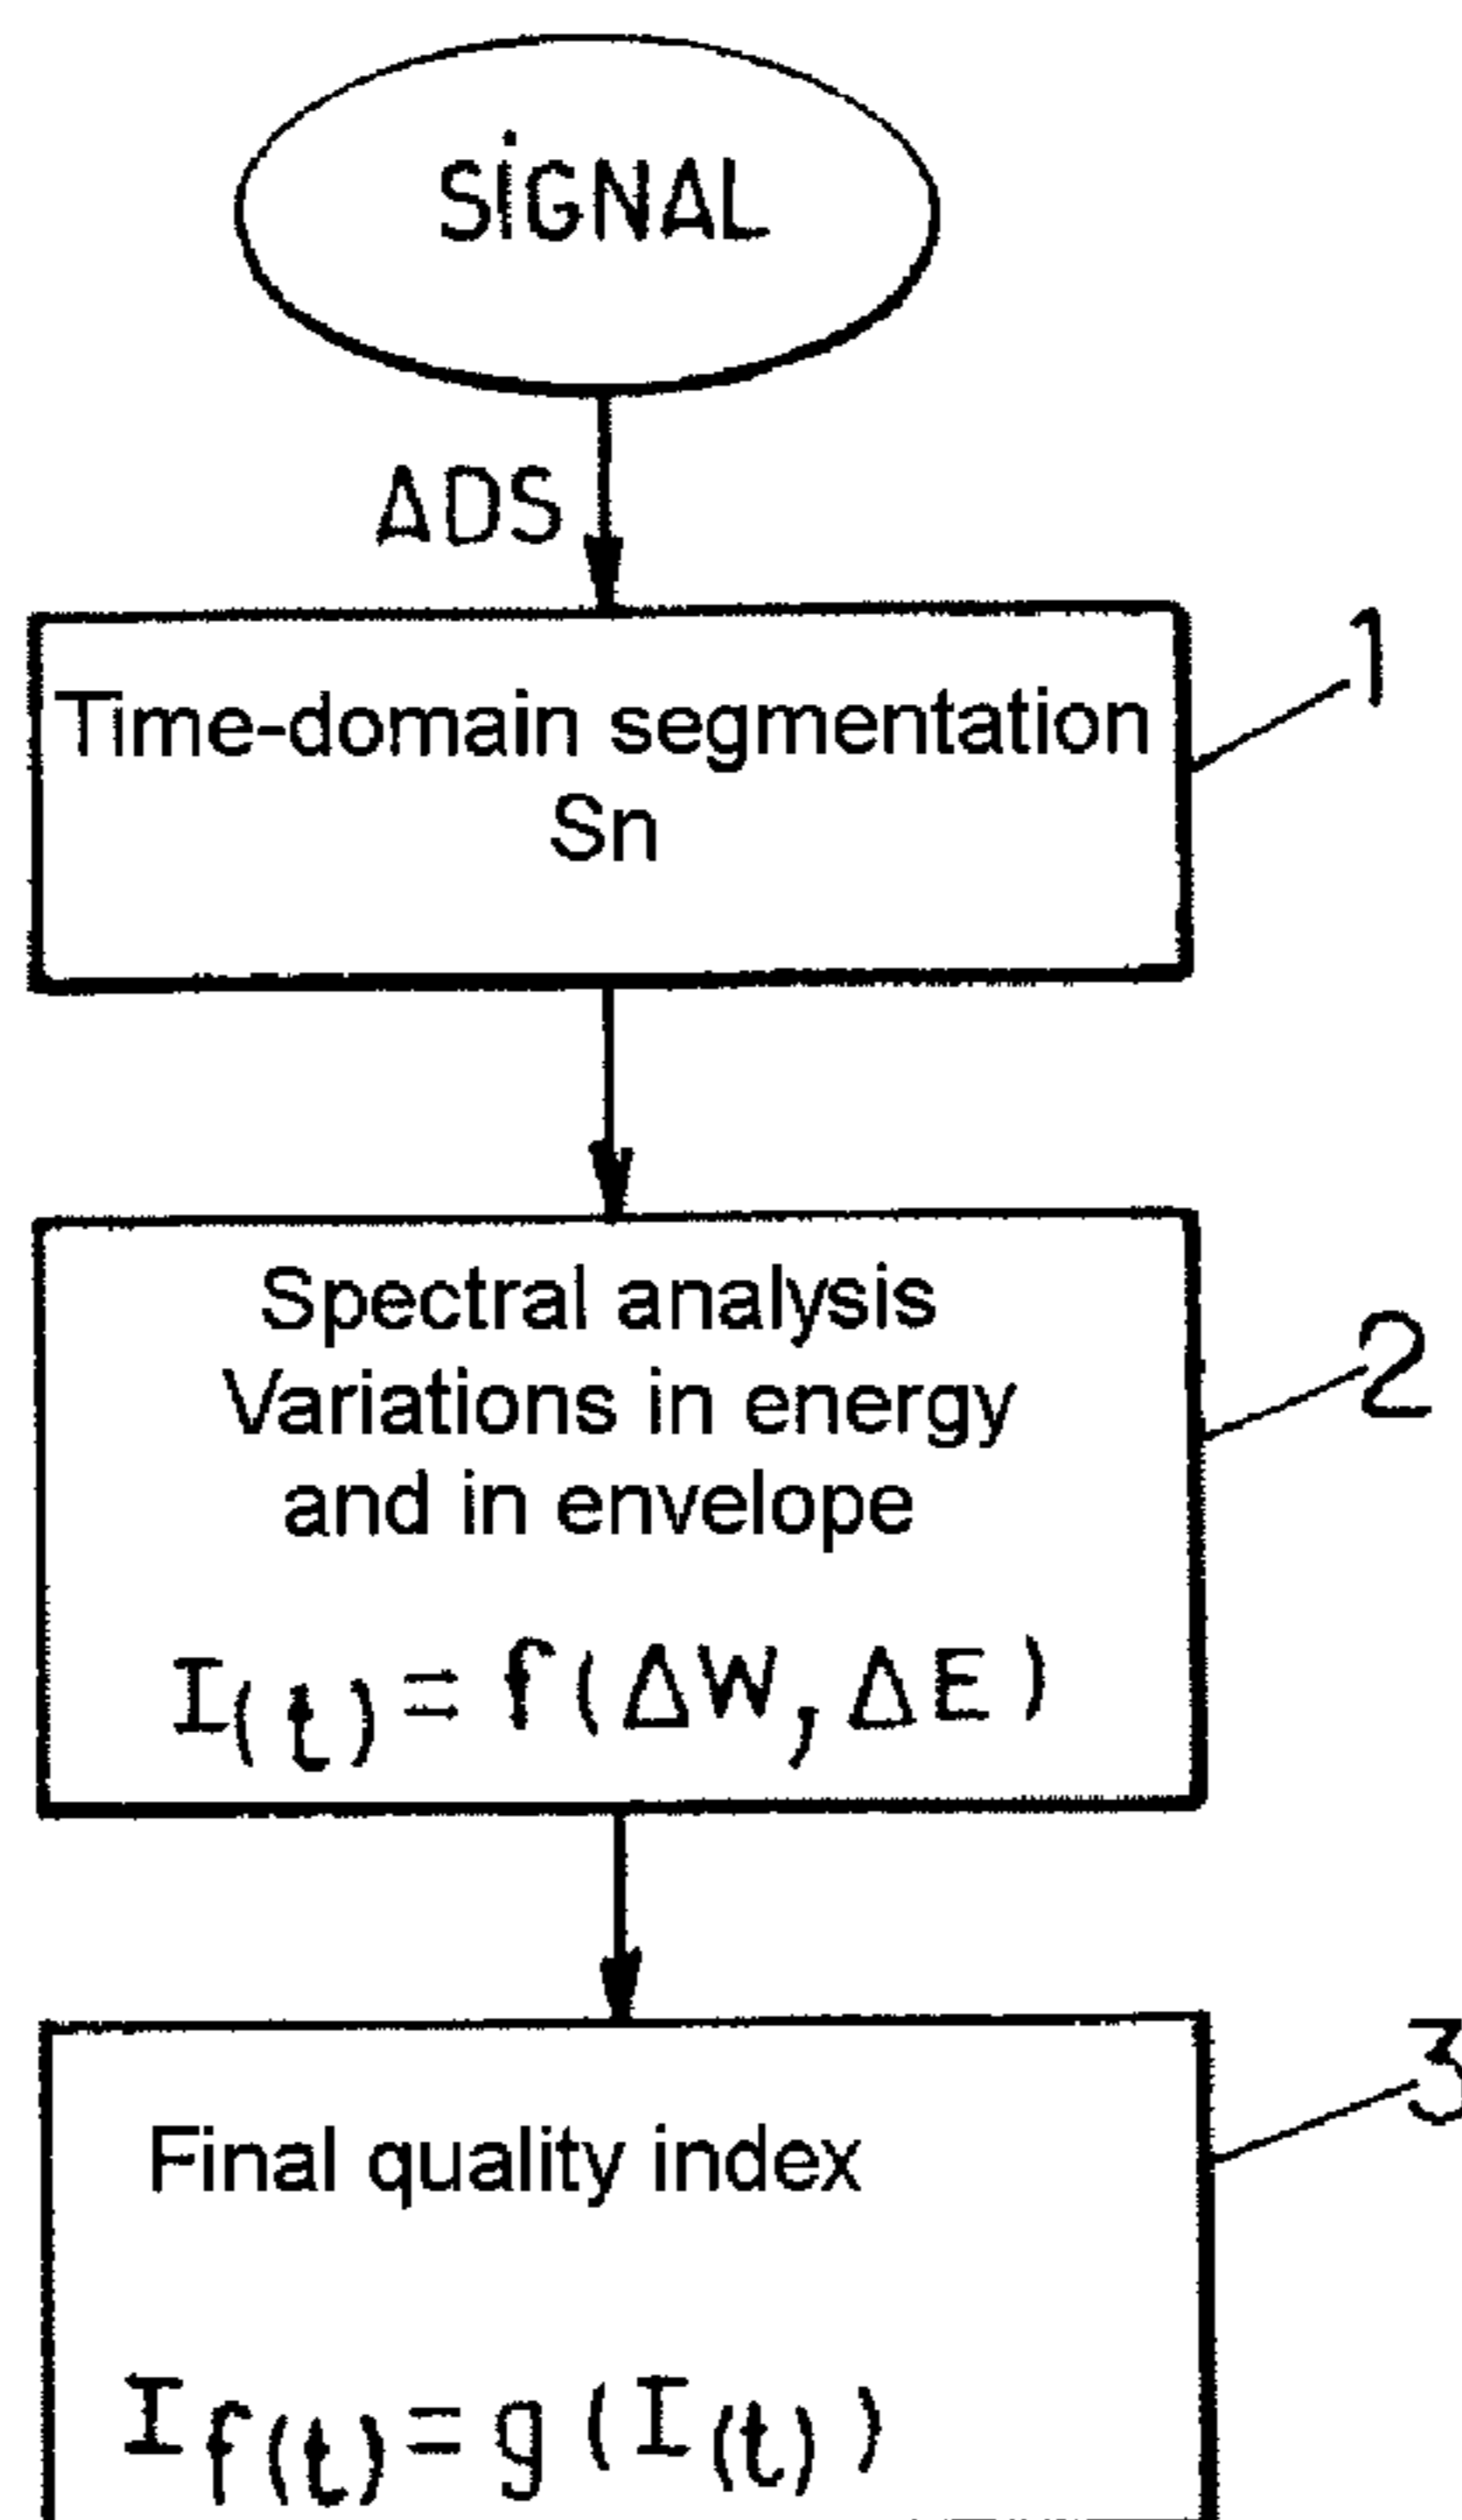 SiGNAL
ADS
1
Time-domain segmentation
Sn
2
Spectral analysis
Variations in energy
and in envelope
I(t) = f(ΔW, ΔE)
3
Final quality index
If(t) = g(I(t))